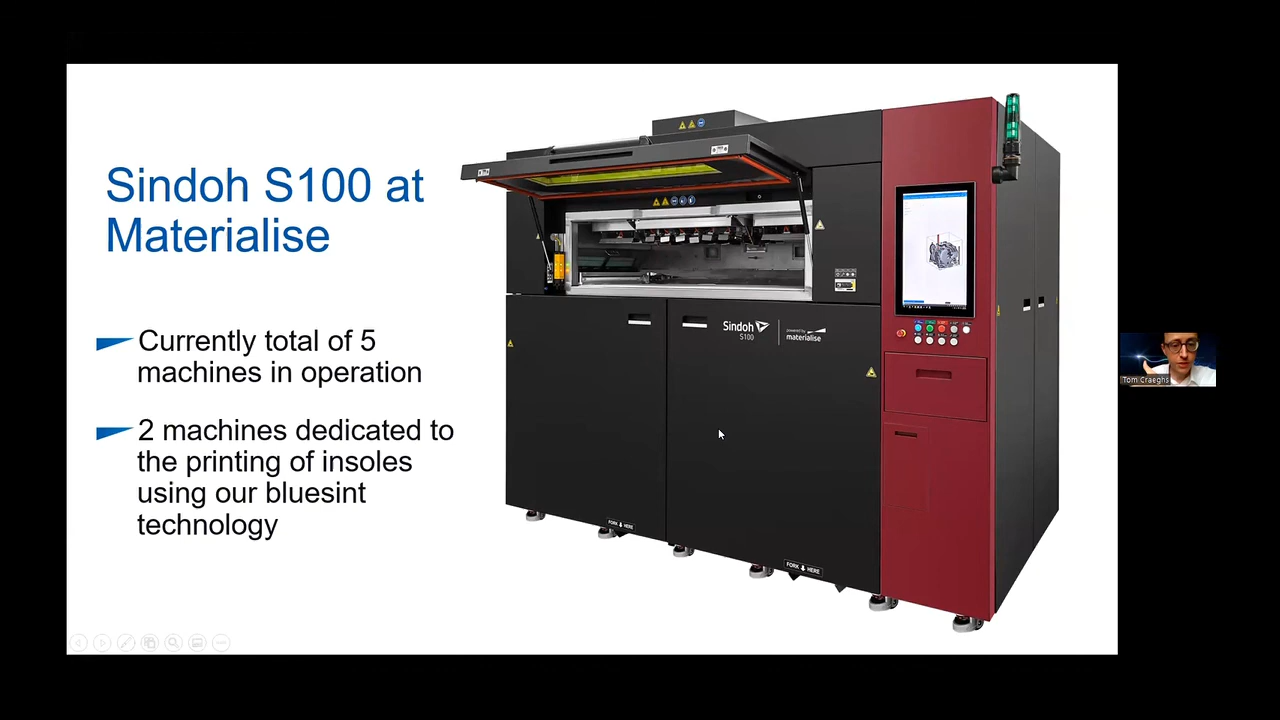 Sindoh S100 at
Materialise
Currently total of 5
machines in operation
2 machines dedicated to
the printing of insoles
using our bluesint
technology
Sindoh
S100
powered by
materialise
FORK HERE
FORK HERE
Tom Craeghs